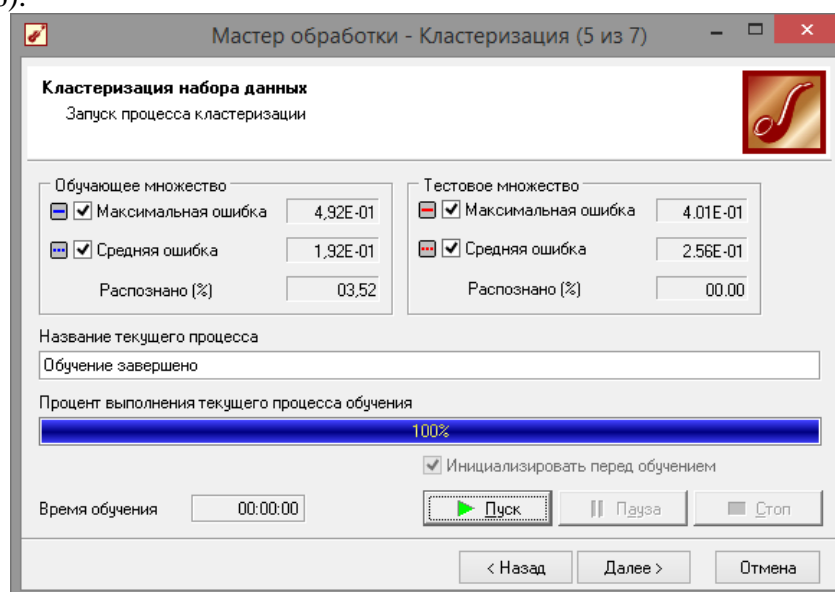 Мастер обработки - Кластеризация (5 из 7)
Кластеризация набора данных
Запуск процесса кластеризации
Обучающее множество
Максимальная ошибка 4,92E-01
Средняя ошибка 1,92E-01
Распознано (%) 03,52
Тестовое множество
Максимальная ошибка 4.01E-01
Средняя ошибка 2.56E-01
Распознано (%) 00.00
Название текущего процесса
Обучение завершено
Процент выполнения текущего процесса обучения
100%
Инициализировать перед обучением
Время обучения 00:00:00 Пуск Пауза Стоп
< Назад Далее > Отмена